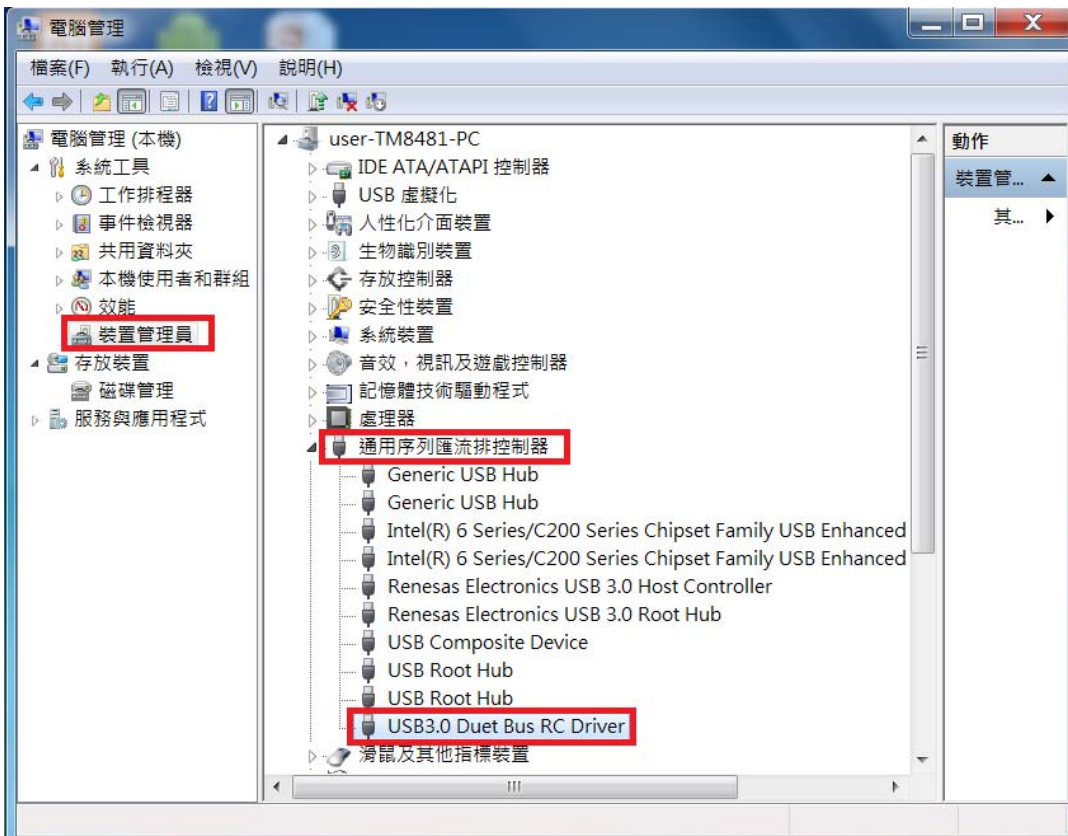 電腦管理
檔案(F) 執行(A) 檢視(V) 說明(H)
電腦管理 (本機)
系統工具
工作排程器
事件檢視器
共用資料夾
本機使用者和群組
效能
裝置管理員
存放裝置
磁碟管理
服務與應用程式
user-TM8481-PC
IDE ATA/ATAPI 控制器
USB 虛擬化
人性化介面裝置
生物識別裝置
存放控制器
安全性裝置
系統裝置
音效，視訊及遊戲控制器
記憶體技術驅動程式
處理器
通用序列匯流排控制器
Generic USB Hub
Generic USB Hub
Intel(R) 6 Series/C200 Series Chipset Family USB Enhanced
Intel(R) 6 Series/C200 Series Chipset Family USB Enhanced
Renesas Electronics USB 3.0 Host Controller
Renesas Electronics USB 3.0 Root Hub
USB Composite Device
USB Root Hub
USB Root Hub
USB3.0 Duet Bus RC Driver
滑鼠及其他指標裝置
動作
裝置管...
其...